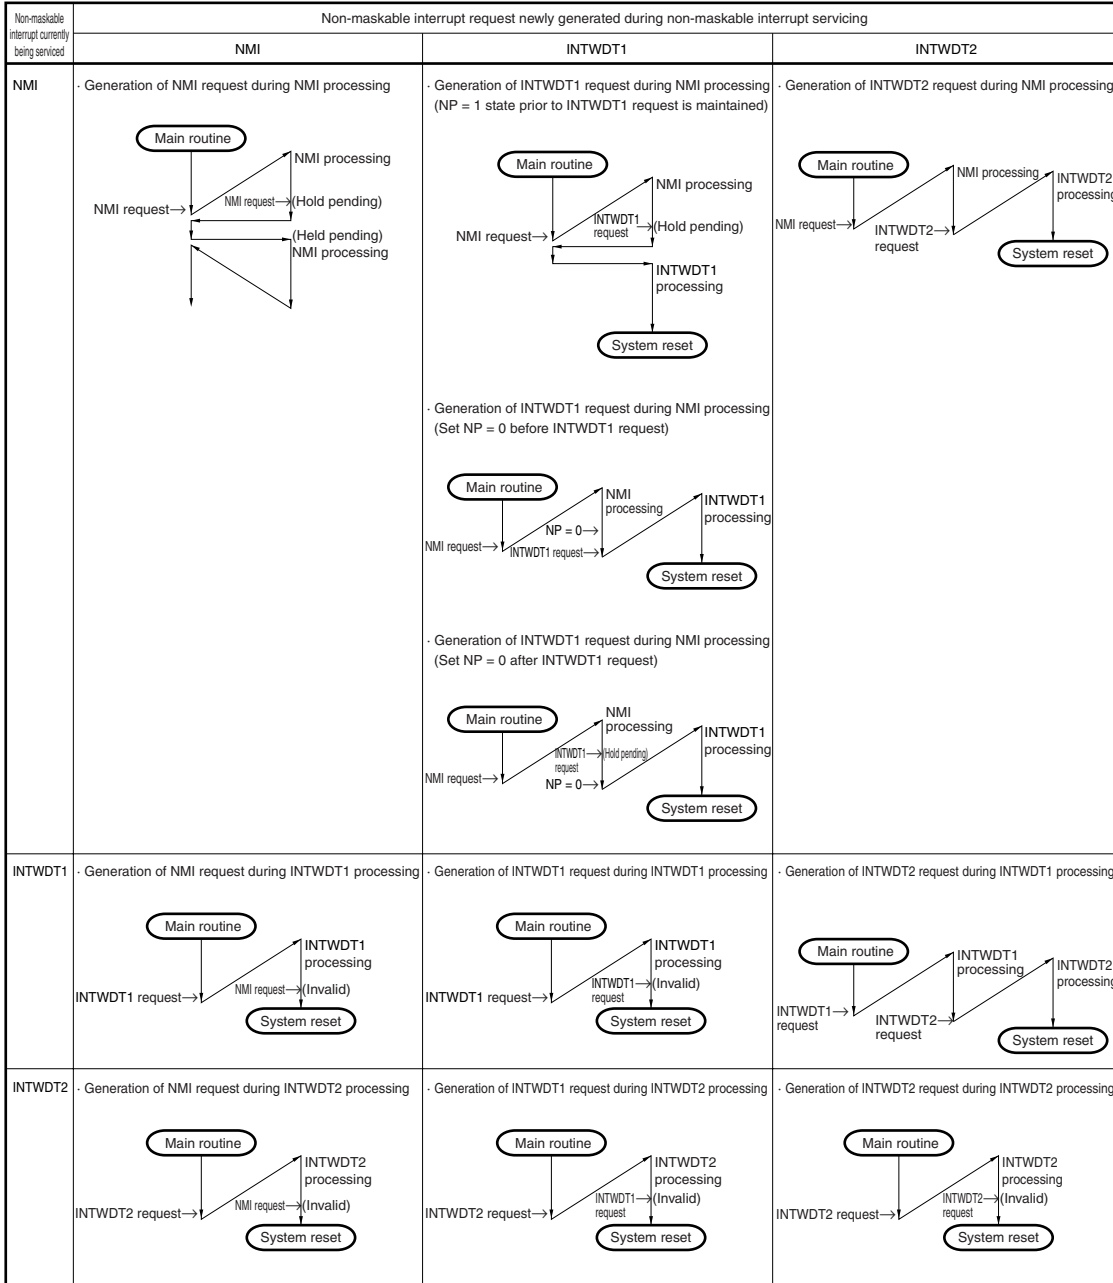 Non-maskable
interrupt currently
being serviced
Non-maskable interrupt request newly generated during non-maskable interrupt servicing
NMI
INTWDT1
INTWDT2
NMI
· Generation of NMI request during NMI processing
Main routine
NMI processing
NMI request→(Hold pending)
NMI request→
(Held pending)
NMI processing
· Generation of INTWDT1 request during NMI processing
(NP = 1 state prior to INTWDT1 request is maintained)
Main routine
NMI processing
INTWDT1
request →(Hold pending)
NMI request→
INTWDT1
processing
System reset
· Generation of INTWDT1 request during NMI processing
(Set NP = 0 before INTWDT1 request)
Main routine
NMI
processing
INTWDT1
processing
NP = 0→
NMI request→
INTWDT1 request→
System reset
· Generation of INTWDT1 request during NMI processing
(Set NP = 0 after INTWDT1 request)
Main routine
NMI
processing
INTWDT1
processing
INTWDT1→(Hold pending)
request
NMI request→
NP = 0→
System reset
· Generation of INTWDT2 request during NMI processing
Main routine
NMI processing
INTWDT2
processing
NMI request→
INTWDT2→
request
System reset
INTWDT1
· Generation of NMI request during INTWDT1 processing
Main routine
INTWDT1
processing
NMI request→(Invalid)
INTWDT1 request→
System reset
· Generation of INTWDT1 request during INTWDT1 processing
Main routine
INTWDT1
processing
INTWDT1→(Invalid)
request
INTWDT1 request→
System reset
· Generation of INTWDT2 request during INTWDT1 processing
Main routine
INTWDT1
processing
INTWDT2
processing
INTWDT1→
request
INTWDT2→
request
System reset
INTWDT2
· Generation of NMI request during INTWDT2 processing
Main routine
INTWDT2
processing
NMI request→(Invalid)
INTWDT2 request→
System reset
· Generation of INTWDT1 request during INTWDT2 processing
Main routine
INTWDT2
processing
INTWDT1→(Invalid)
request
INTWDT2 request→
System reset
· Generation of INTWDT2 request during INTWDT2 processing
Main routine
INTWDT2
processing
INTWDT2→(Invalid)
request
INTWDT2 request→
System reset